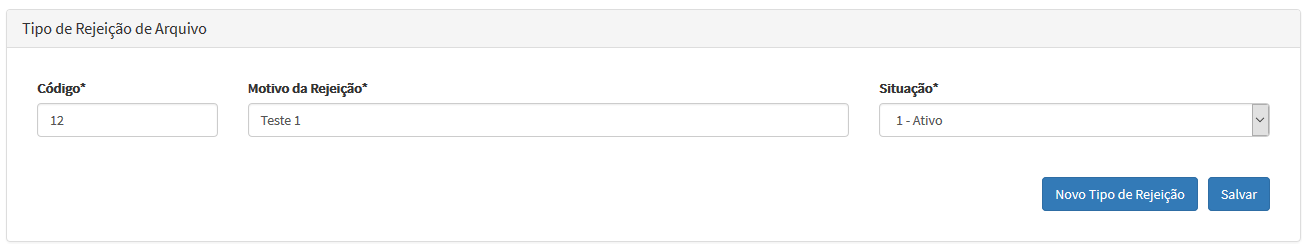 Tipo de Rejeição de Arquivo
Código* Motivo da Rejeição* Situação*
12 Teste 1 1 - Ativo
Novo Tipo de Rejeição Salvar